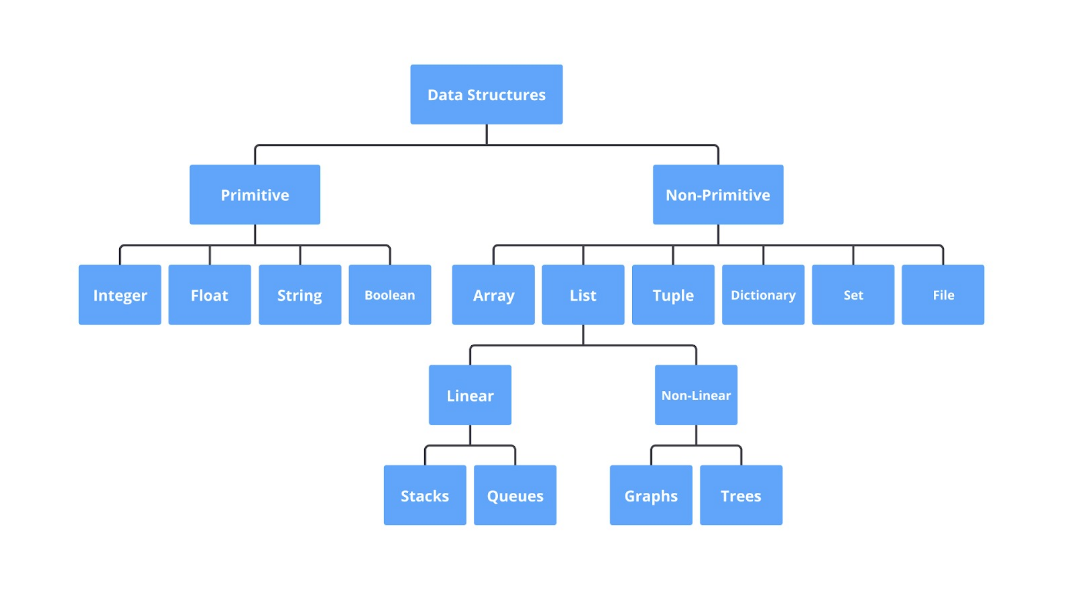 Data Structures
Primitive
Non-Primitive
Integer
Float
String
Boolean
Array
List
Tuple
Dictionary
Set
File
Linear
Non-Linear
Stacks
Queues
Graphs
Trees